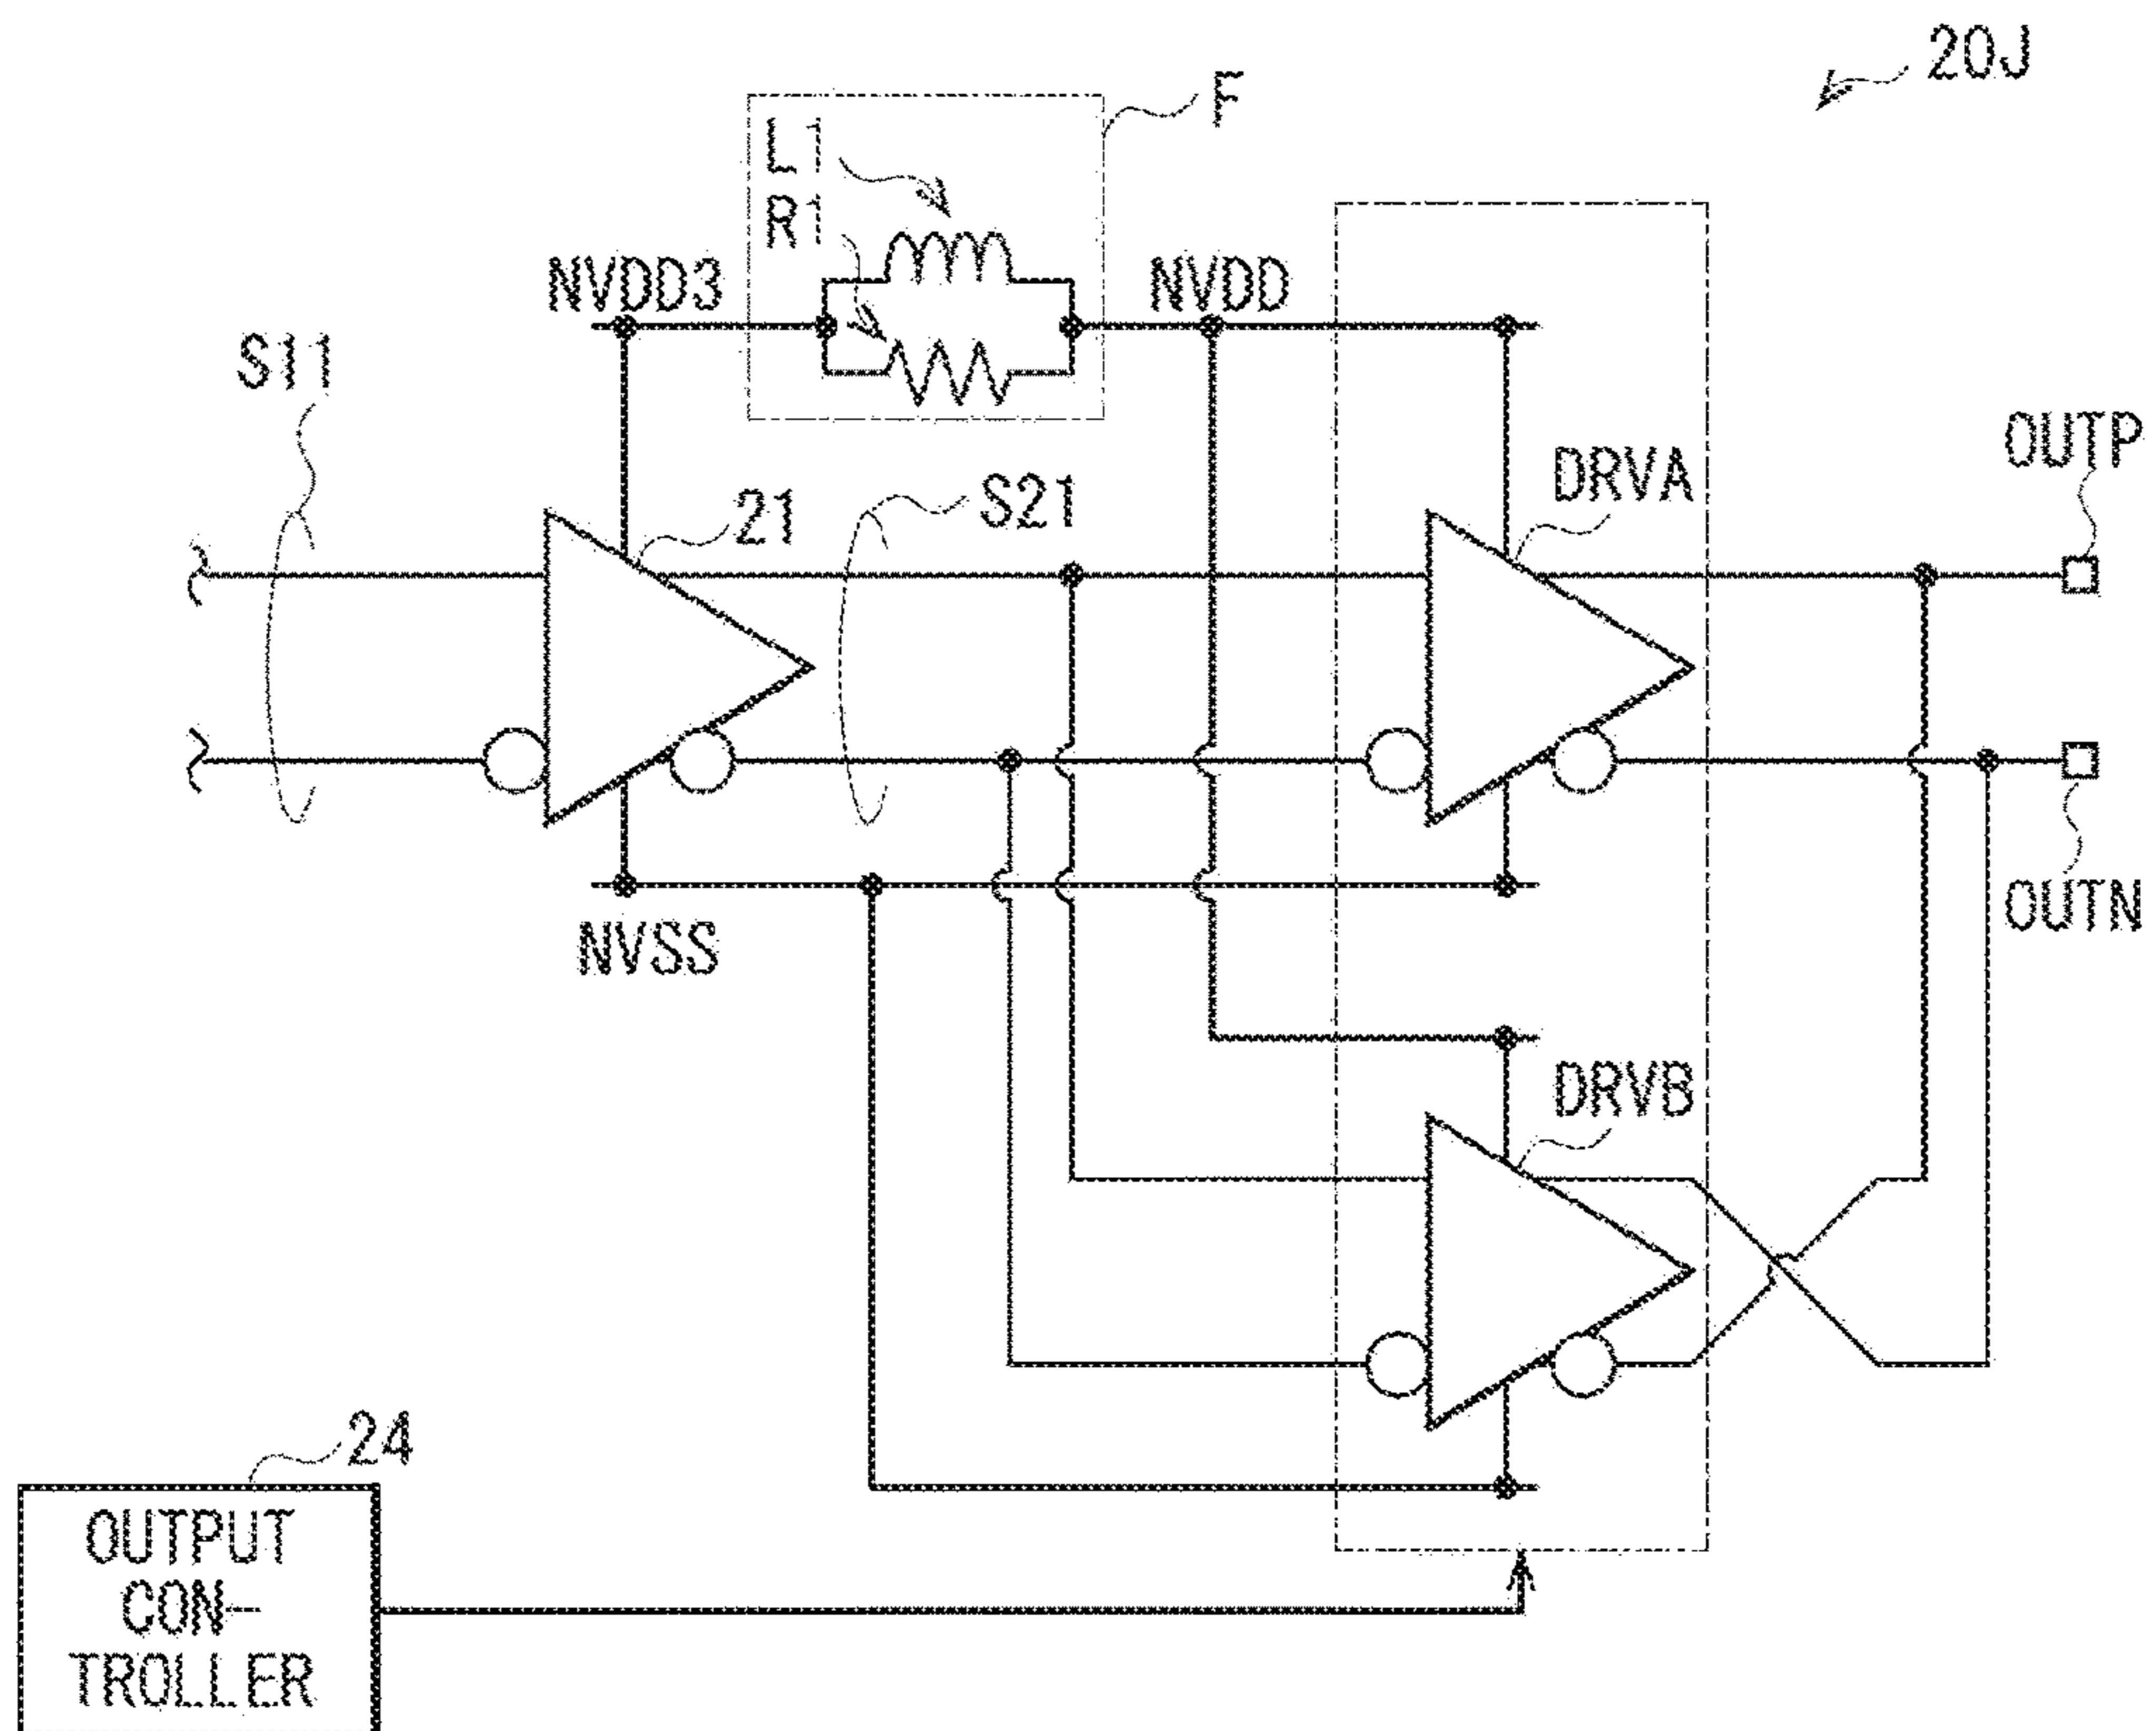 20J
F
L1
R1
NVDD3
NVDD
S11
OUTP
DRVA
21
S21
OUTN
NVSS
DRVB
24
OUTPUT
CON-
TROLLER